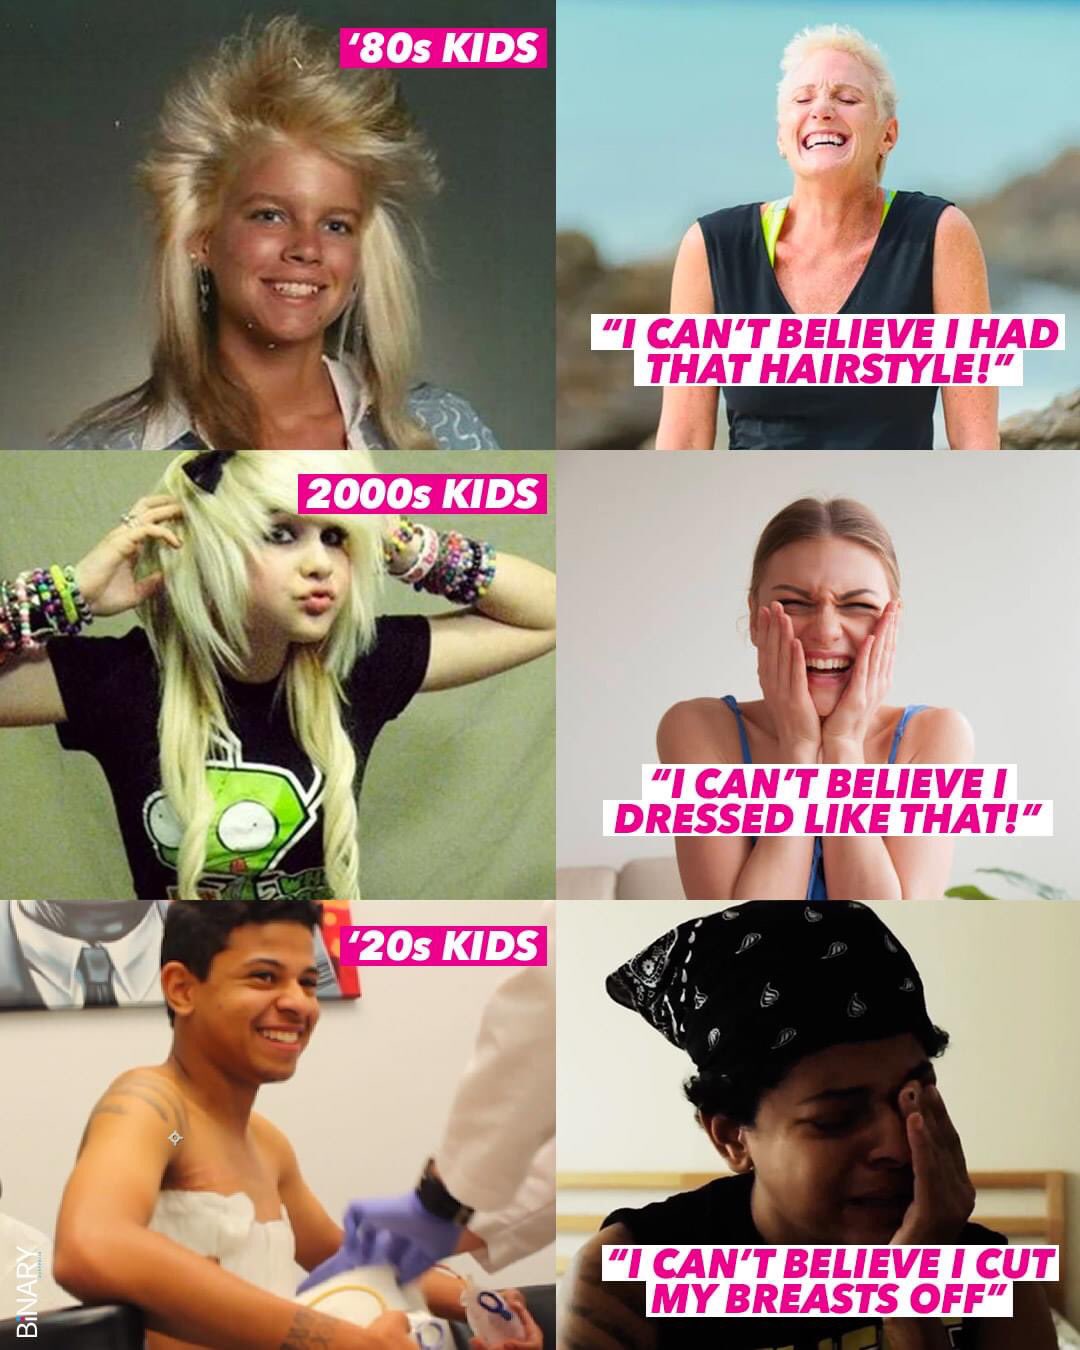 ‘80s KIDS
“I CAN’T BELIEVE I HAD
THAT HAIRSTYLE!“
2000s KIDS
“I CAN’T BELIEVE I
DRESSED LIKE THAT!“
‘20s KIDS
“I CAN’T BELIEVE I CUT
MY BREASTS OFF”
BiNARY